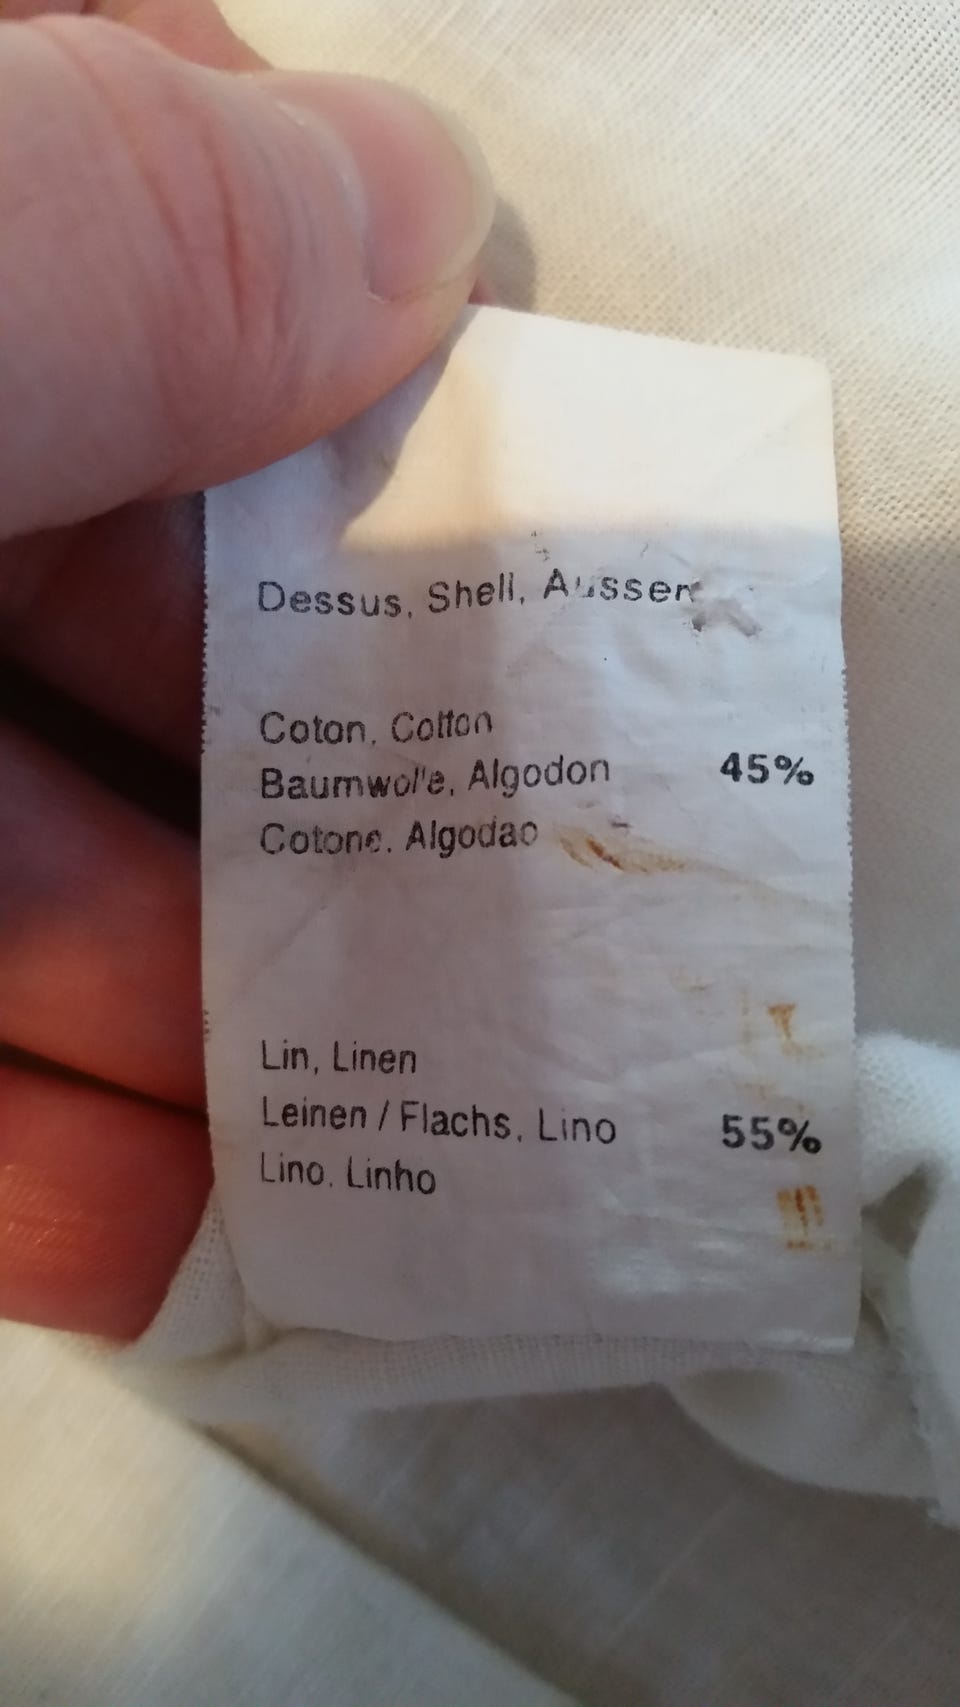 Dessus, Shell, Aussen
Coton, Cotton
Baumwolle, Algodon 45%
Cotone, Algodao
Lin, Linen
Leinen / Flachs, Lino 55%
Lino, Linho